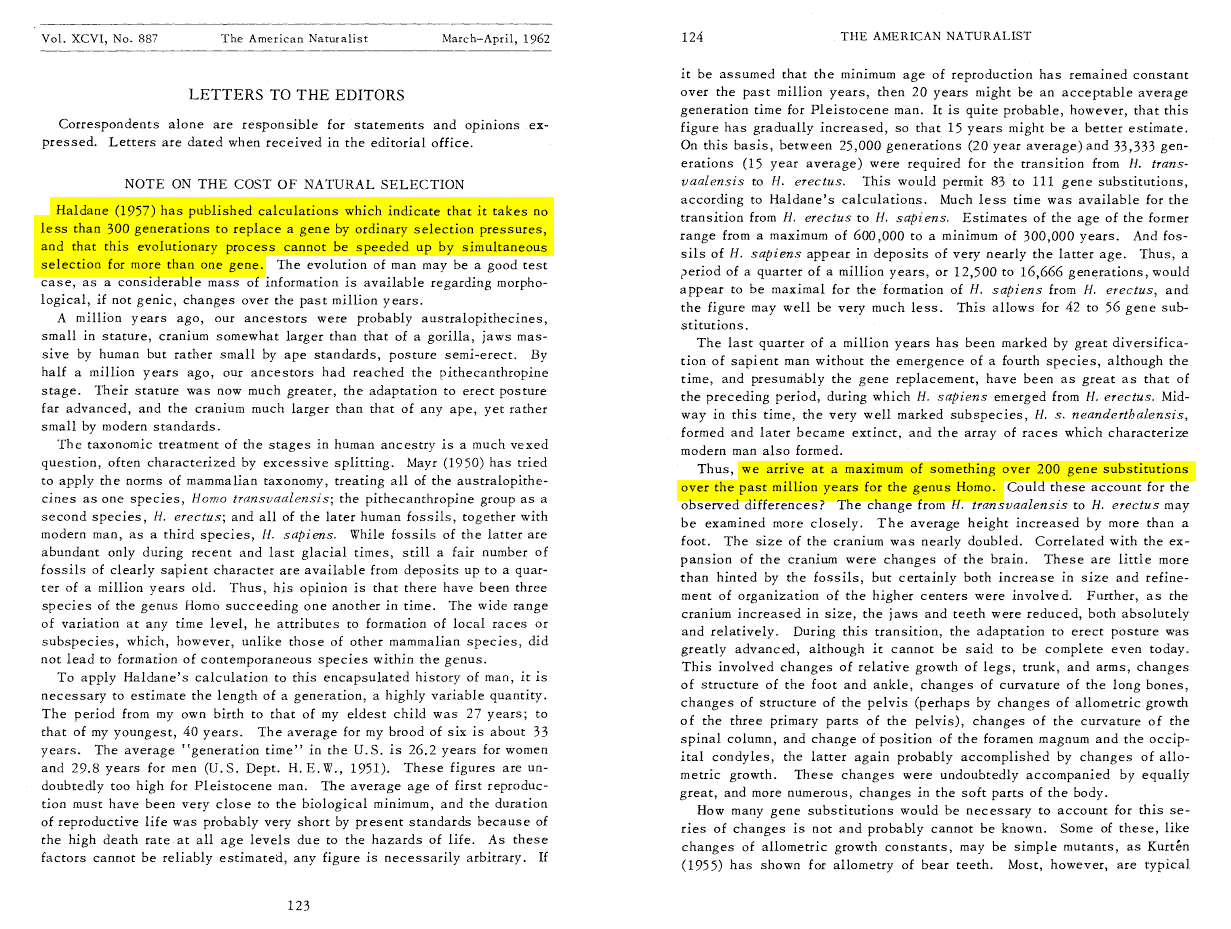 Vol. XCVI, No. 887 The American Naturalist March-April, 1962
LETTERS TO THE EDITORS
Correspondents alone are responsible for statements and opinions ex-
pressed. Letters are dated when received in the editorial office.
NOTE ON THE COST OF NATURAL SELECTION
Haldane (1957) has published calculations which indicate that it takes no
less than 300 generations to replace a gene by ordinary selection pressures,
and that this evolutionary process cannot be speeded up by simultaneous
selection for more than one gene. The evolution of man may be a good test
case, as a considerable mass of information is available regarding morpho-
logical, if not genic, changes over the past million years.
A million years ago, our ancestors were probably australopithecines,
small in stature, cranium somewhat larger than that of a gorilla, jaws mas-
sive by human but rather small by ape standards, posture semi-erect. By
half a million years ago, our ancestors had reached the pithecanthropine
stage. Their stature was now much greater, the adaptation to erect posture
far advanced, and the cranium much larger than that of any ape, yet rather
small by modern standards.
The taxonomic treatment of the stages in human ancestry is a much vexed
question, often characterized by excessive splitting. Mayr (1950) has tried
to apply the norms of mammalian taxonomy, treating all of the australopithe-
cines as one species, Homo transvaalensis; the pithecanthropine group as a
second species, H. erectus; and all of the later human fossils, together with
modern man, as a third species, H. sapiens. While fossils of the latter are
abundant only during recent and last glacial times, still a fair number of
fossils of clearly sapient character are available from deposits up to a quar-
ter of a million years old. Thus, his opinion is that there have been three
species of the genus Homo succeeding one another in time. The wide range
of variation at any time level, he attributes to formation of local races or
subspecies, which, however, unlike those of other mammalian species, did
not lead to formation of contemporaneous species within the genus.
To apply Haldane's calculation to this encapsulated history of man, it is
necessary to estimate the length of a generation, a highly variable quantity.
The period from my own birth to that of my eldest child was 27 years; to
that of my youngest, 40 years. The average for my brood of six is about 33
years. The average "generation time" in the U.S. is 26.2 years for women
and 29.8 years for men (U.S. Dept. H.E.W., 1951). These figures are un-
doubtedly too high for Pleistocene man. The average age of first reproduc-
tion must have been very close to the biological minimum, and the duration
of reproductive life was probably very short by present standards because of
the high death rate at all age levels due to the hazards of life. As these
factors cannot be reliably estimated, any figure is necessarily arbitrary. If
123
124 THE AMERICAN NATURALIST
it be assumed that the minimum age of reproduction has remained constant
over the past million years, then 20 years might be an acceptable average
generation time for Pleistocene man. It is quite probable, however, that this
figure has gradually increased, so that 15 years might be a better estimate.
On this basis, between 25,000 generations (20 year average) and 33,333 gen-
erations (15 year average) were required for the transition from H. trans-
vaalensis to H. erectus. This would permit 83 to 111 gene substitutions,
according to Haldane's calculations. Much less time was available for the
transition from H. erectus to H. sapiens. Estimates of the age of the former
range from a maximum of 600,000 to a minimum of 300,000 years. And fos-
sils of H. sapiens appear in deposits of very nearly the latter age. Thus, a
period of a quarter of a million years, or 12,500 to 16,666 generations, would
appear to be maximal for the formation of H. sapiens from H. erectus, and
the figure may well be very much less. This allows for 42 to 56 gene sub-
stitutions.
The last quarter of a million years has been marked by great diversifica-
tion of sapient man without the emergence of a fourth species, although the
time, and presumably the gene replacement, have been as great as that of
the preceding period, during which H. sapiens emerged from H. erectus. Mid-
way in this time, the very well marked subspecies, H. s. neanderthalensis,
formed and later became extinct, and the array of races which characterize
modern man also formed.
Thus, we arrive at a maximum of something over 200 gene substitutions
over the past million years for the genus Homo. Could these account for the
observed differences? The change from H. transvaalensis to H. erectus may
be examined more closely. The average height increased by more than a
foot. The size of the cranium was nearly doubled. Correlated with the ex-
pansion of the cranium were changes of the brain. These are little more
than hinted by the fossils, but certainly both increase in size and refine-
ment of organization of the higher centers were involved. Further, as the
cranium increased in size, the jaws and teeth were reduced, both absolutely
and relatively. During this transition, the adaptation to erect posture was
greatly advanced, although it cannot be said to be complete even today.
This involved changes of relative growth of legs, trunk, and arms, changes
of structure of the foot and ankle, changes of curvature of the long bones,
changes of structure of the pelvis (perhaps by changes of allometric growth
of the three primary parts of the pelvis), changes of the curvature of the
spinal column, and change of position of the foramen magnum and the occip-
ital condyles, the latter again probably accomplished by changes of allo-
metric growth. These changes were undoubtedly accompanied by equally
great, and more numerous, changes in the soft parts of the body.
How many gene substitutions would be necessary to account for this se-
ries of changes is not and probably cannot be known. Some of these, like
changes of allometric growth constants, may be simple mutants, as Kurtén
(1955) has shown for allometry of bear teeth. Most, however, are typical